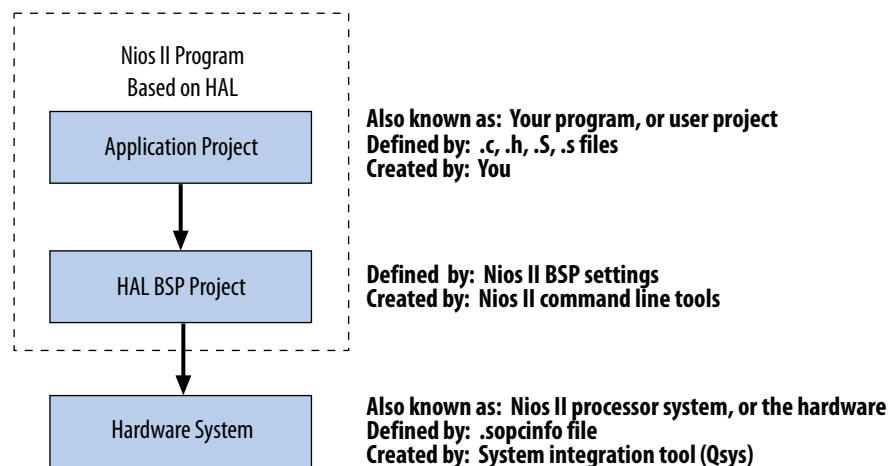 Nios II Program
Based on HAL
Application Project
Also known as: Your program, or user project
Defined by: .c, .h, .S, .s files
Created by: You
HAL BSP Project
Defined by: Nios II BSP settings
Created by: Nios II command line tools
Hardware System
Also known as: Nios II processor system, or the hardware
Defined by: .sopcinfo file
Created by: System integration tool (Qsys)